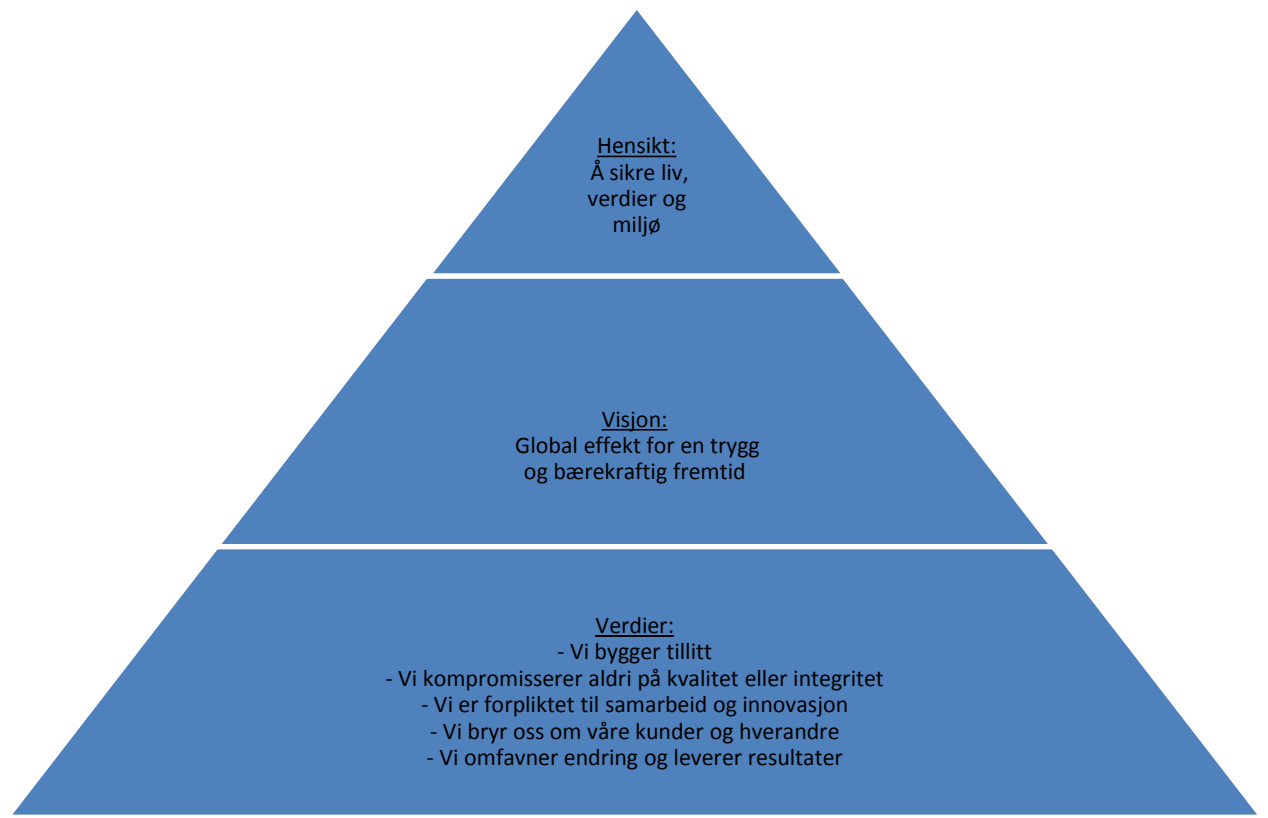 Hensikt:
Å sikre liv,
verdier og
miljø
Visjon:
Global effekt for en trygg
og bærekraftig fremtid
Verdier:
- Vi bygger tillitt
- Vi kompromisserer aldri på kvalitet eller integritet
- Vi er forpliktet til samarbeid og innovasjon
- Vi bryr oss om våre kunder og hverandre
- Vi omfavner endring og leverer resultater